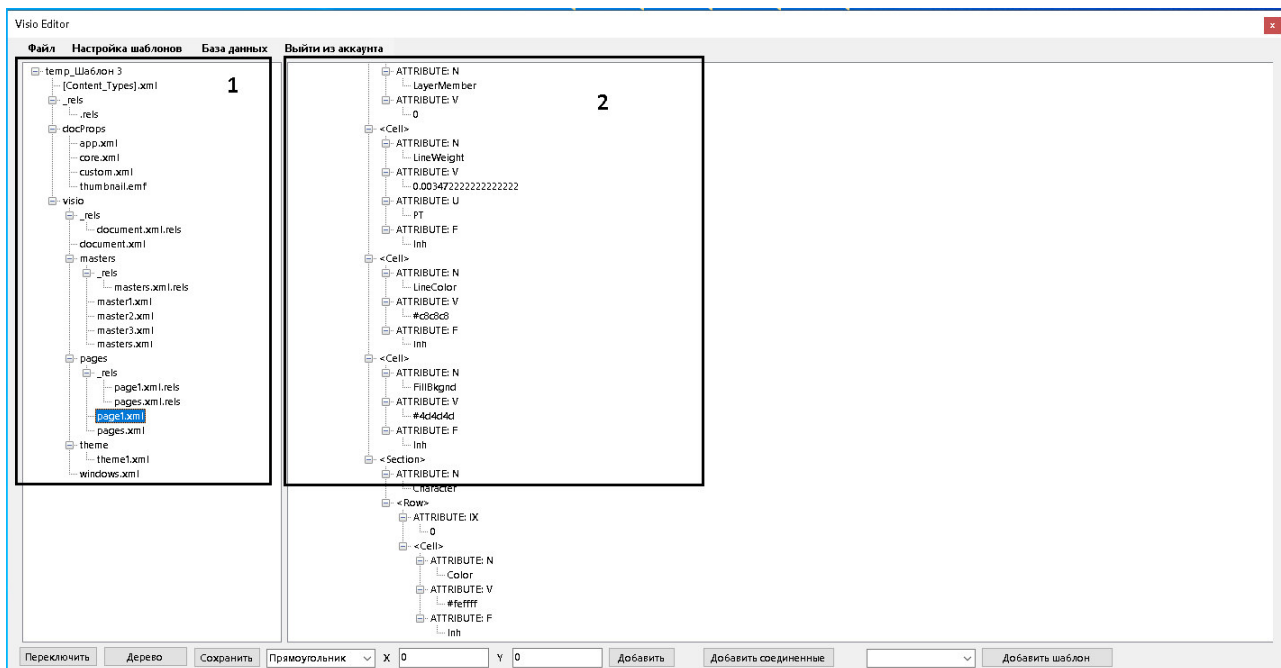 Visio Editor
x
Файл Настройка шаблонов База данных Выйти из аккаунта
1
temp_Шаблон 3
[Content_Types].xml
_rels
.rels
docProps
app.xml
core.xml
custom.xml
thumbnail.emf
visio
_rels
document.xml.rels
document.xml
masters
_rels
masters.xml.rels
master1.xml
master2.xml
master3.xml
masters.xml
pages
_rels
page1.xml.rels
pages.xml.rels
page1.xml
pages.xml
theme
theme1.xml
windows.xml
2
ATTRIBUTE: N
LayerMember
ATTRIBUTE: V
0
<Cell>
ATTRIBUTE: N
LineWeight
ATTRIBUTE: V
0.003472222222222222
ATTRIBUTE: U
PT
ATTRIBUTE: F
Inh
<Cell>
ATTRIBUTE: N
LineColor
ATTRIBUTE: V
#c8c8c8
ATTRIBUTE: F
Inh
<Cell>
ATTRIBUTE: N
FillBkgnd
ATTRIBUTE: V
#4d4d4d
ATTRIBUTE: F
Inh
<Section>
ATTRIBUTE: N
Character
<Row>
ATTRIBUTE: IX
0
<Cell>
ATTRIBUTE: N
Color
ATTRIBUTE: V
#feffff
ATTRIBUTE: F
Inh
Переключить Дерево Сохранить Прямоугольник X 0 Y 0 Добавить Добавить соединенные Добавить шаблон